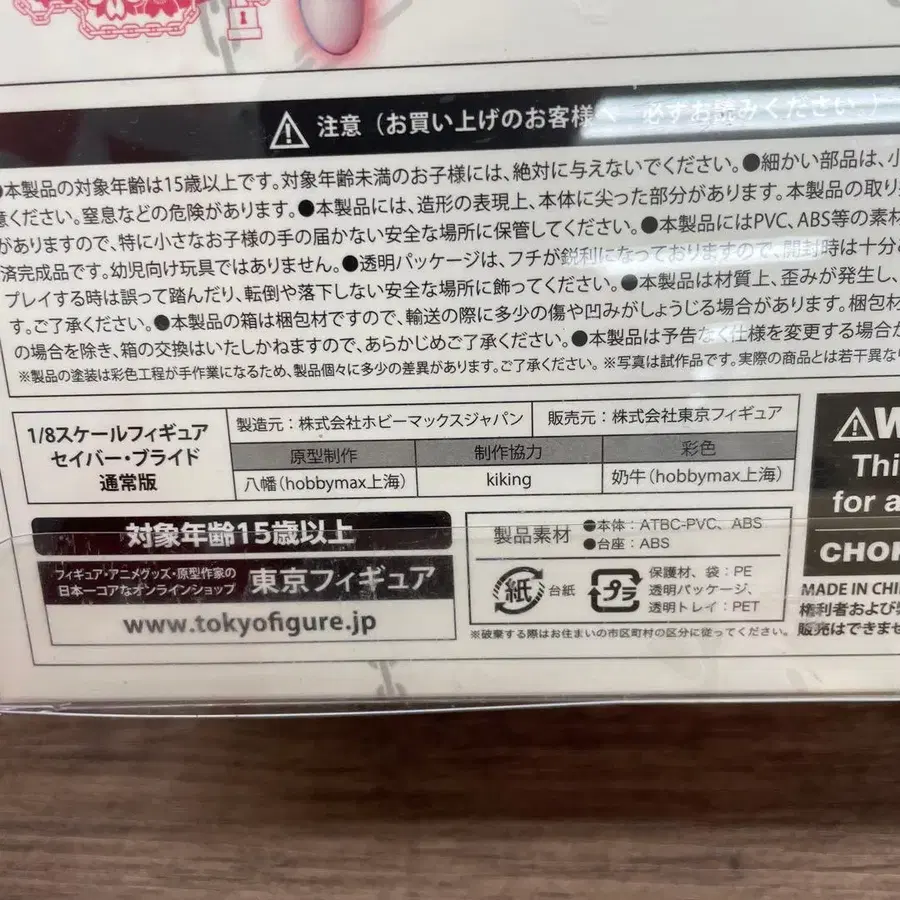 注意（お買い上げのお客様へ 必ずお読みください。）
●本製品の対象年齢は15歳以上です。対象年齢未満のお子様には、絶対に与えないでください。●細かい部品は、小
意ください。窒息などの危険があります。●本製品には、造形の表現上、本体に尖った部分があります。本製品の取り
がありますので、特に小さなお子様の手の届かない安全な場所に保管してください。●本製品にはPVC、ABS等の素材
済完成品です。幼児向け玩具ではありません。●透明パッケージは、フチが鋭利になっておりますので、開封時は十分
プレイする時は誤って踏んだり、転倒や落下しない安全な場所に飾ってください。●本製品は材質上、歪みが発生し、
す。ご了承ください。●本製品の箱は梱包材ですので、輸送の際に多少の傷や凹みがしょうじる場合があります。梱包材
の場合を除き、箱の交換はいたしかねますので、あらかじめご了承ください。●本製品は予告なく仕様を変更する場合が
※製品の塗装は彩色工程が手作業になるため、製品個々に多少の差異があります。ご了承ください。 ※写真は試作品です。実際の商品とは若干異な
1/8スケールフィギュア
セイバー・ブライド
通常版
製造元：株式会社ホビーマックスジャパン
販売元：株式会社東京フィギュア
原型制作 制作協力 彩色
八幡（hobbymax上海） kiking 奶牛（hobbymax上海）
対象年齢15歳以上
フィギュア・アニメグッズ・原型作家の
日本一コアなオンラインショップ
東京フィギュア
www.tokyofigure.jp
製品素材
●本体：ATBC-PVC、ABS
●台座：ABS
紙 台紙
プラ
保護材、袋：PE
透明パッケージ、
透明トレイ：PET
※破棄する際はお住まいの市区町村の区分に従ってください。
⚠W
Thi
for a
CHOK
MADE IN CHI
権利者および
販売はできませ